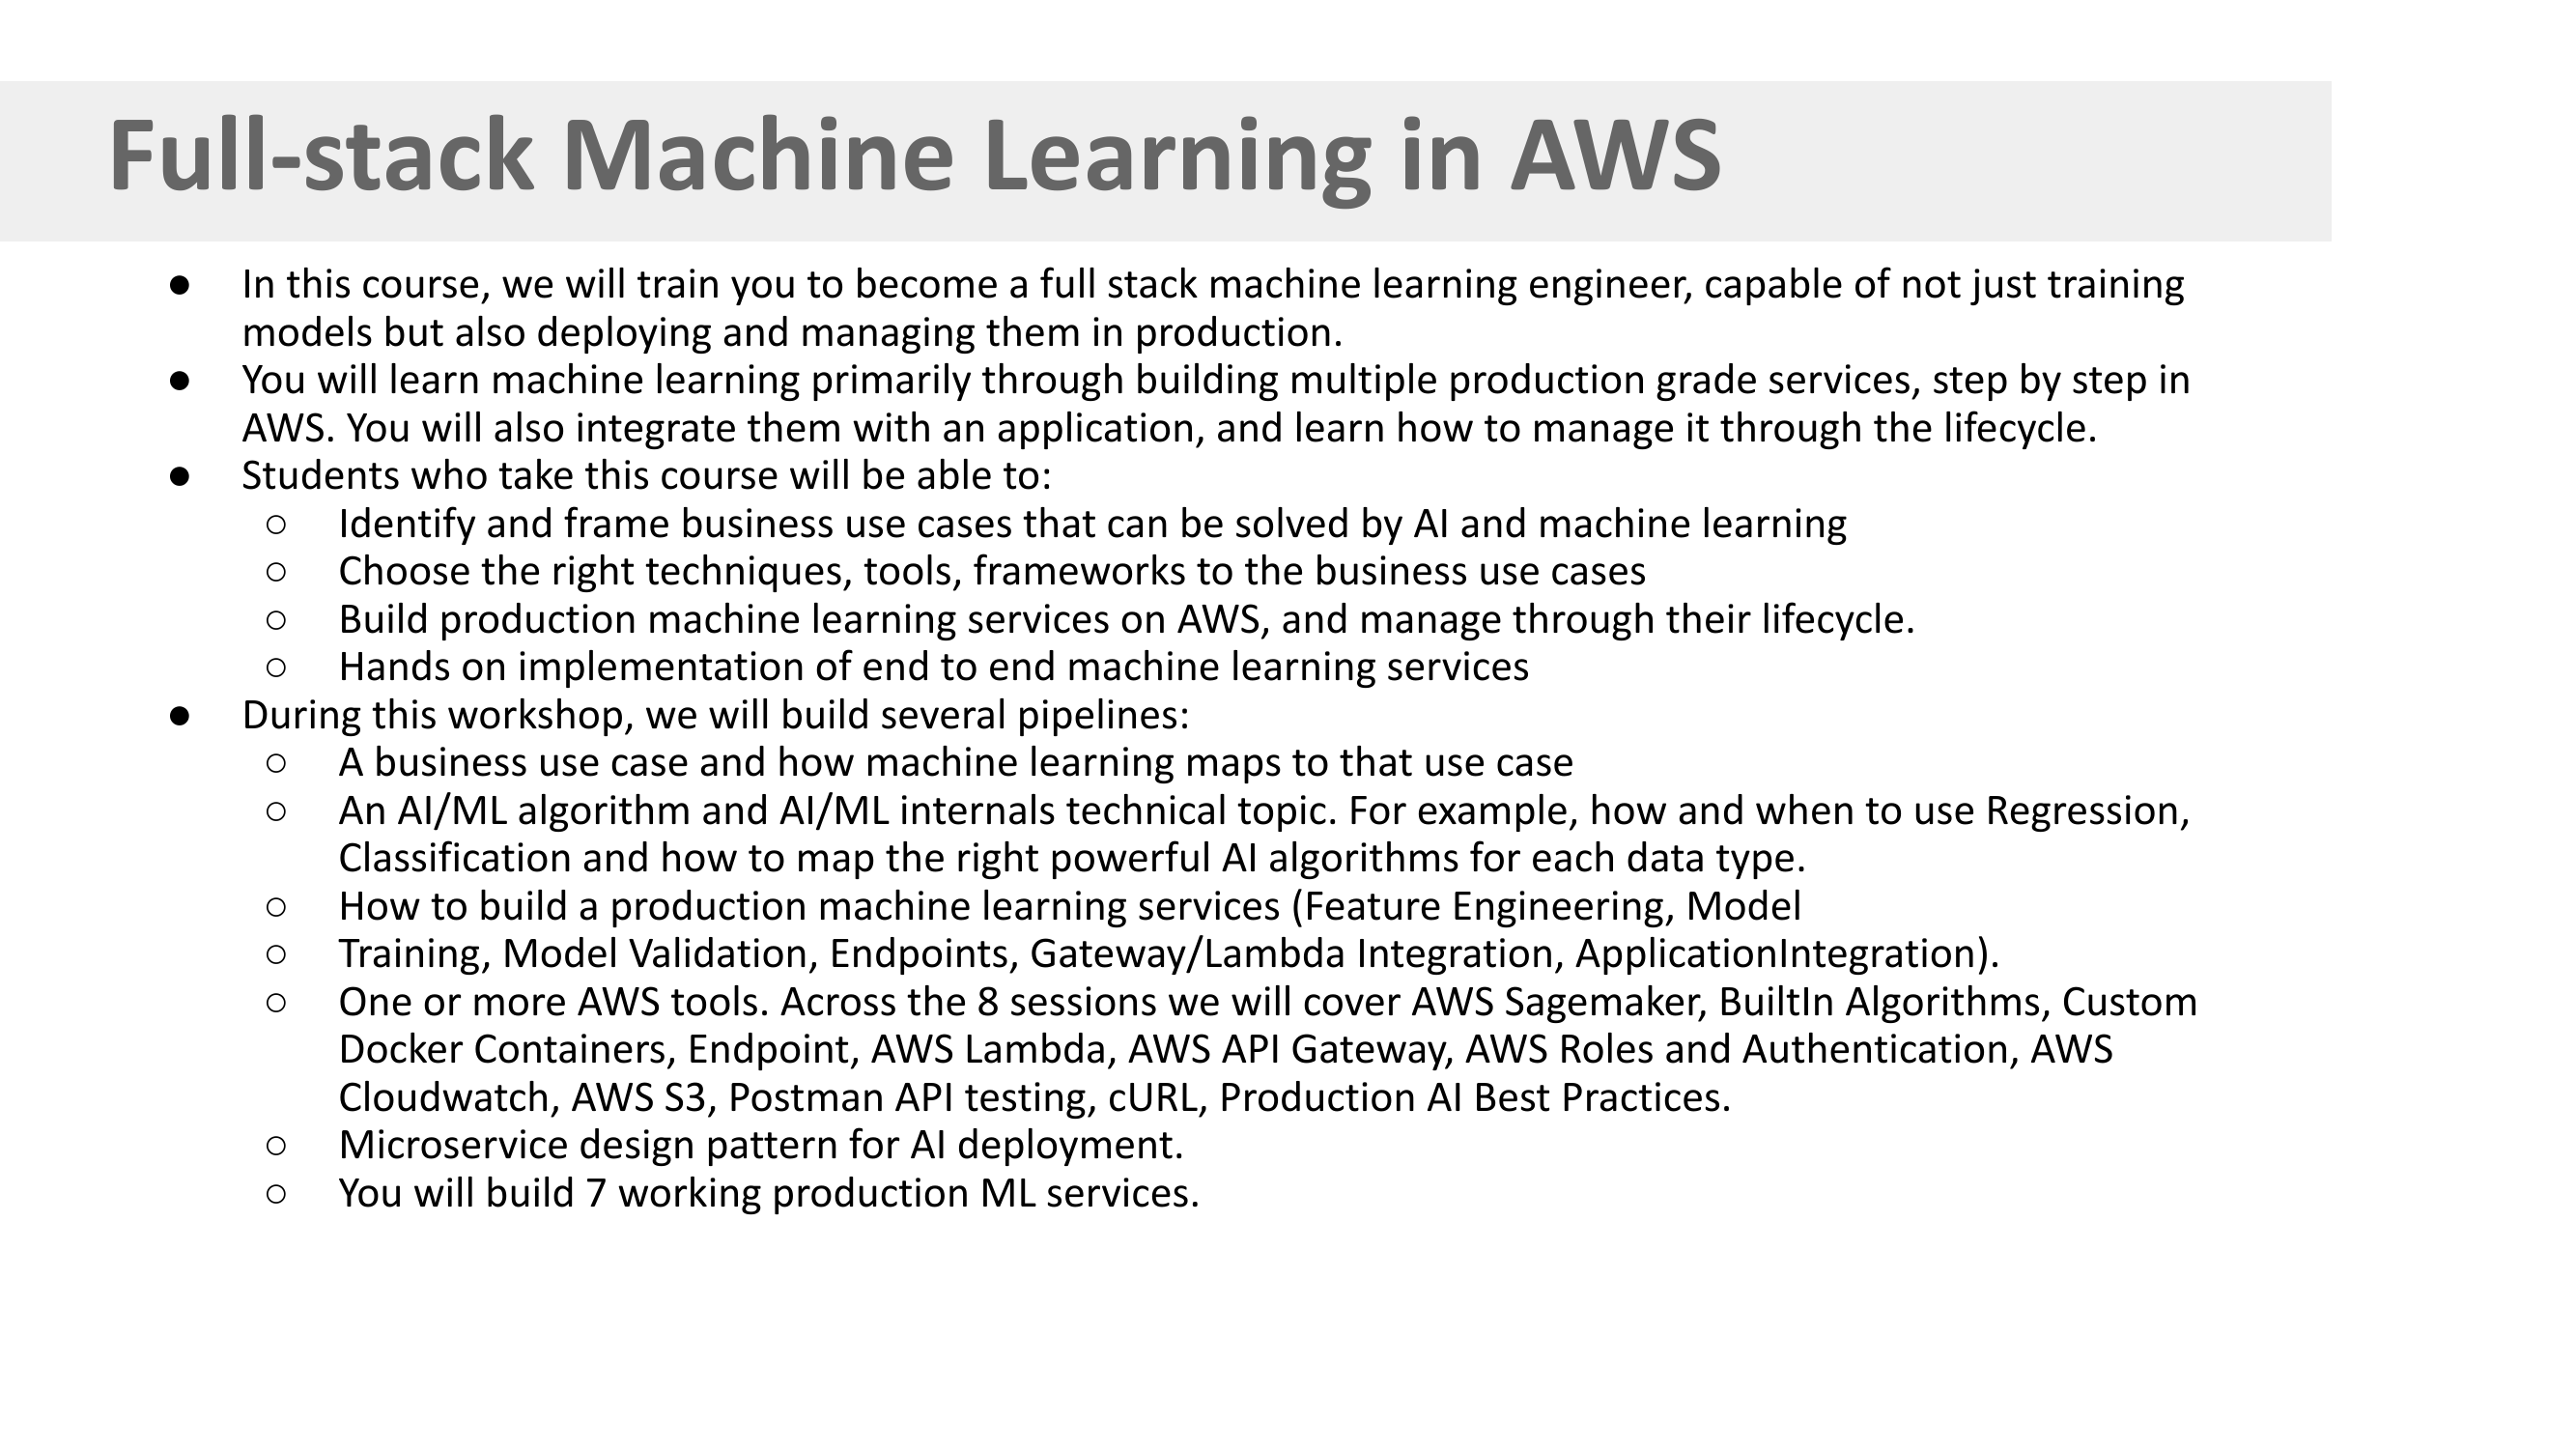 Full-stack Machine Learning in AWS
● In this course, we will train you to become a full stack machine learning engineer, capable of not just training
models but also deploying and managing them in production.
● You will learn machine learning primarily through building multiple production grade services, step by step in
AWS. You will also integrate them with an application, and learn how to manage it through the lifecycle.
● Students who take this course will be able to:
○ Identify and frame business use cases that can be solved by AI and machine learning
○ Choose the right techniques, tools, frameworks to the business use cases
○ Build production machine learning services on AWS, and manage through their lifecycle.
○ Hands on implementation of end to end machine learning services
● During this workshop, we will build several pipelines:
○ A business use case and how machine learning maps to that use case
○ An AI/ML algorithm and AI/ML internals technical topic. For example, how and when to use Regression,
Classification and how to map the right powerful AI algorithms for each data type.
○ How to build a production machine learning services (Feature Engineering, Model
○ Training, Model Validation, Endpoints, Gateway/Lambda Integration, ApplicationIntegration).
○ One or more AWS tools. Across the 8 sessions we will cover AWS Sagemaker, BuiltIn Algorithms, Custom
Docker Containers, Endpoint, AWS Lambda, AWS API Gateway, AWS Roles and Authentication, AWS
Cloudwatch, AWS S3, Postman API testing, cURL, Production AI Best Practices.
○ Microservice design pattern for AI deployment.
○ You will build 7 working production ML services.